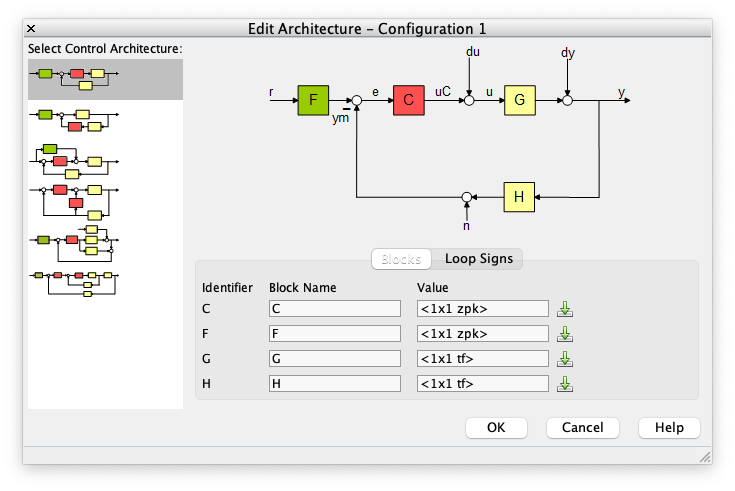 Edit Architecture – Configuration 1
Select Control Architecture:
du
dy
r
F
e
C
uC
u
G
y
ym
H
n
Blocks
Loop Signs
Identifier Block Name Value
C C <1x1 zpk>
F F <1x1 zpk>
G G <1x1 tf>
H H <1x1 tf>
OK Cancel Help